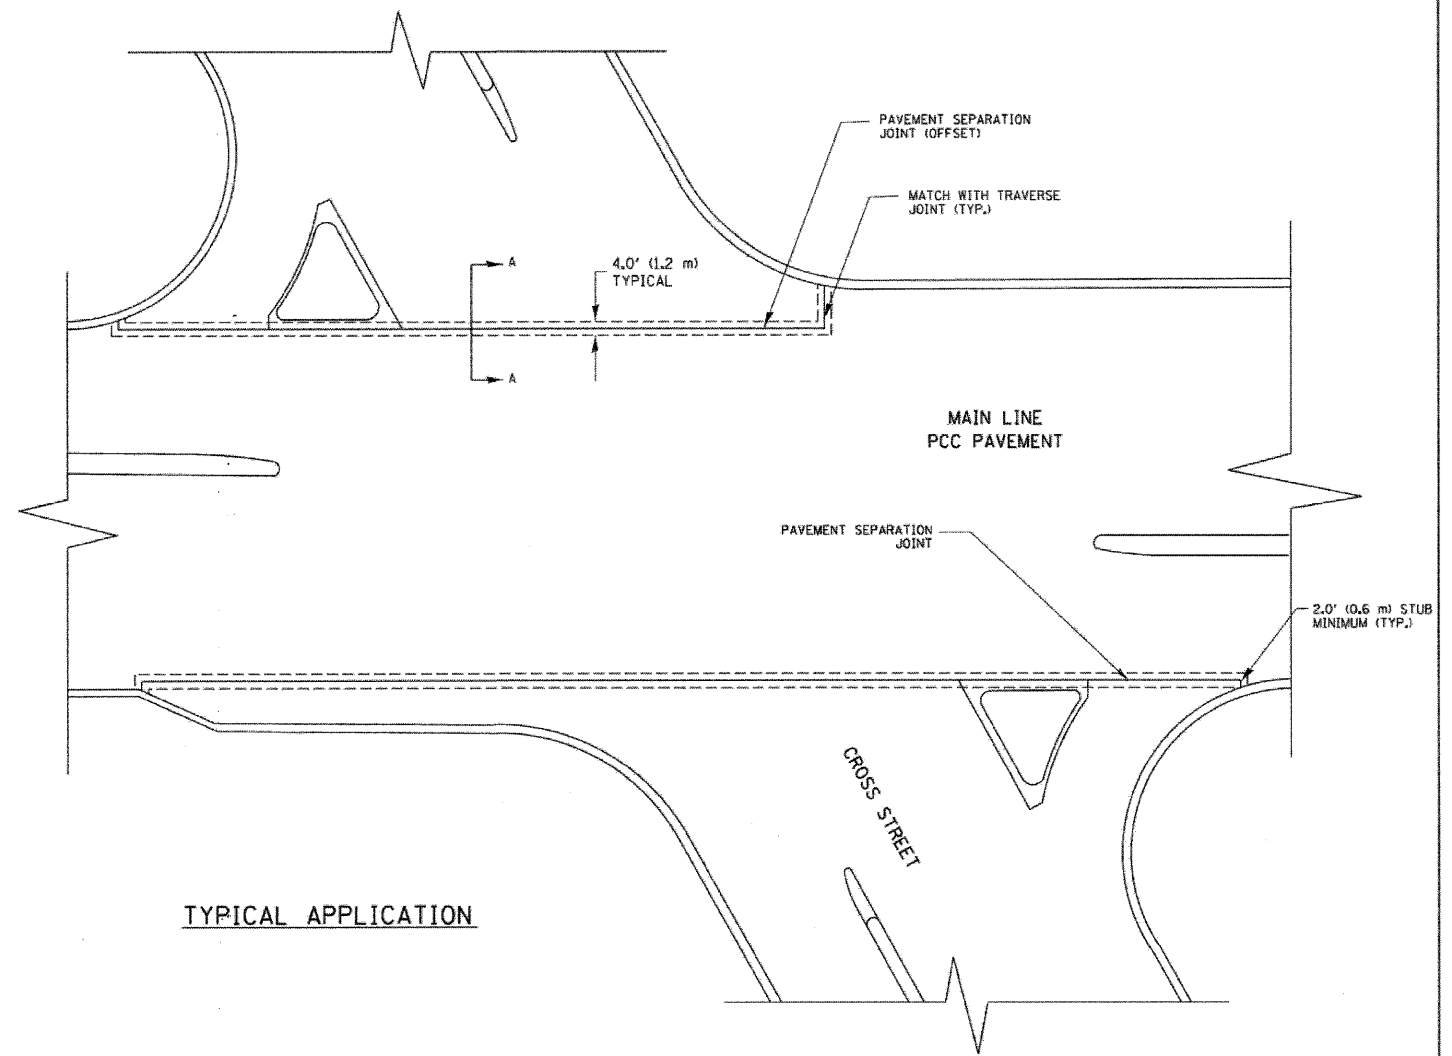 PAVEMENT SEPARATION
JOINT (OFFSET)
MATCH WITH TRAVERSE
JOINT (TYP.)
A
4.0' (1.2 m)
TYPICAL
A
MAIN LINE
PCC PAVEMENT
PAVEMENT SEPARATION
JOINT
2.0' (0.6 m) STUB
MINIMUM (TYP.)
CROSS STREET
TYPICAL APPLICATION